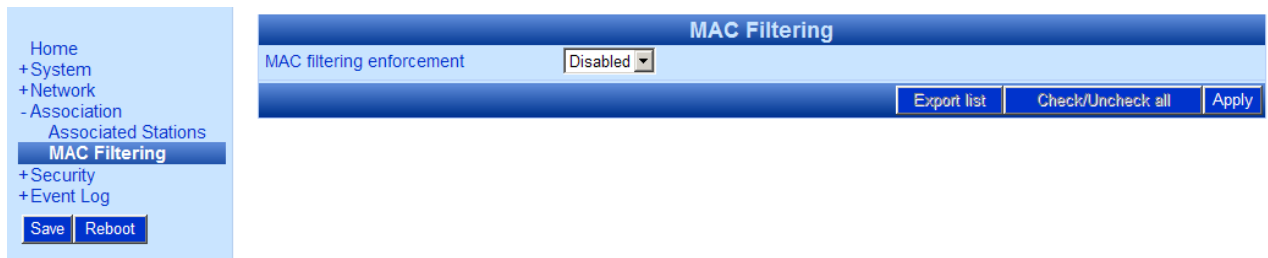 Home
+System
+Network
-Association
Associated Stations
MAC Filtering
+Security
+Event Log
Save Reboot
MAC Filtering
MAC filtering enforcement Disabled
Export list Check/Uncheck all Apply